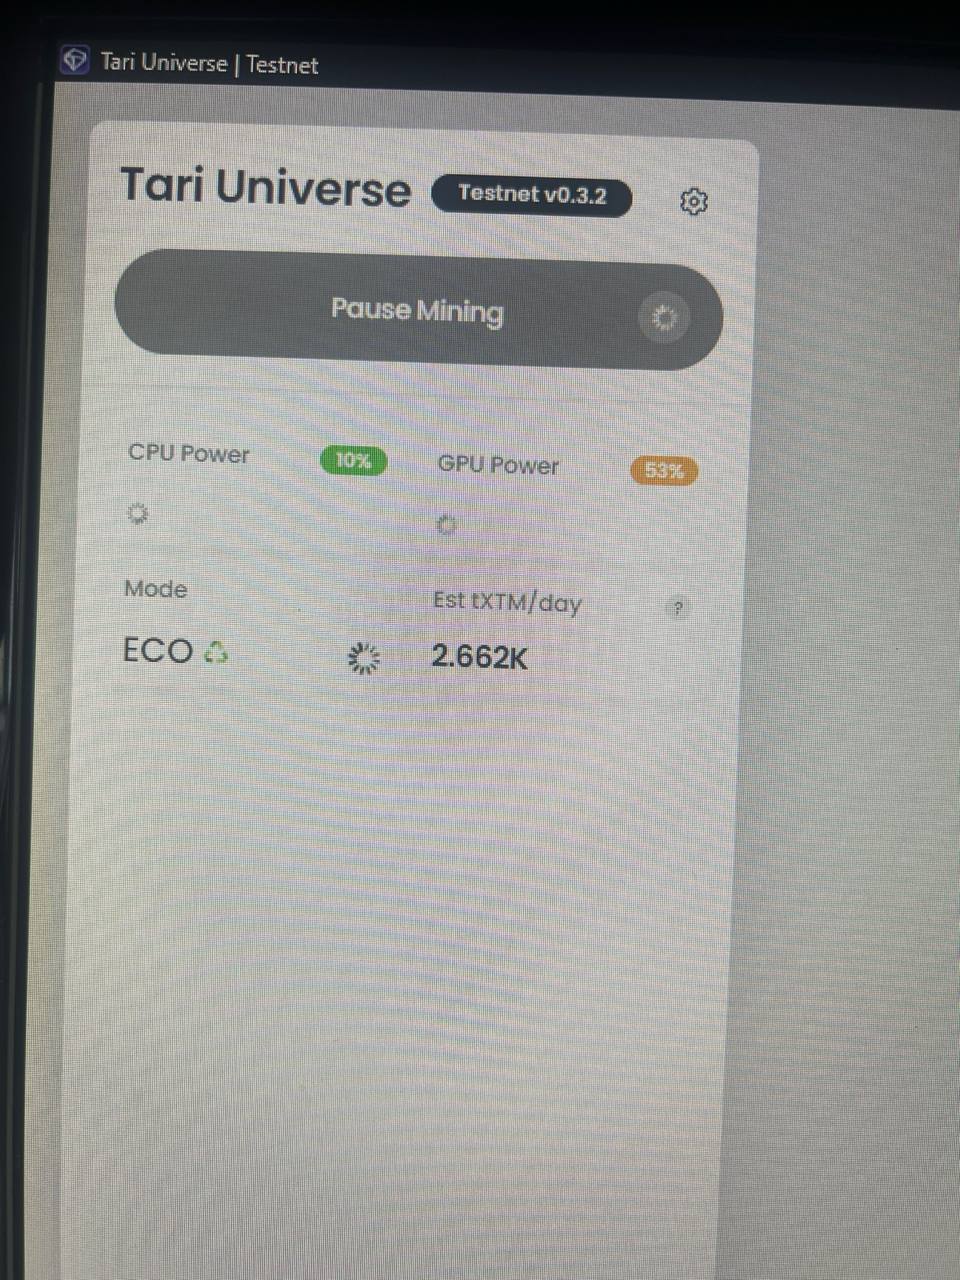 Tari Universe | Testnet
Tari Universe
Testnet v0.3.2
Pause Mining
CPU Power
10%
GPU Power
53%
Mode
Est tXTM/day
?
ECO
2.662K